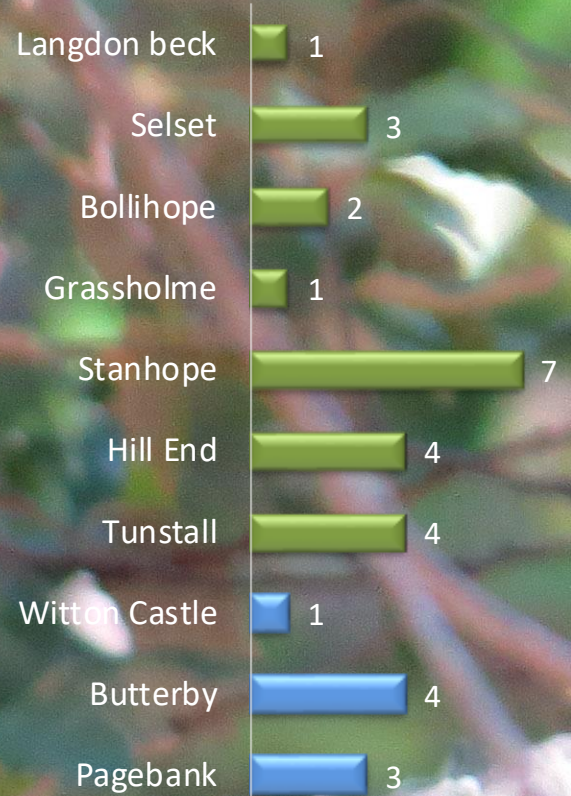 Langdon beck 1
Selset 3
Bollihope 2
Grassholme 1
Stanhope 7
Hill End 4
Tunstall 4
Witton Castle 1
Butterby 4
Pagebank 3